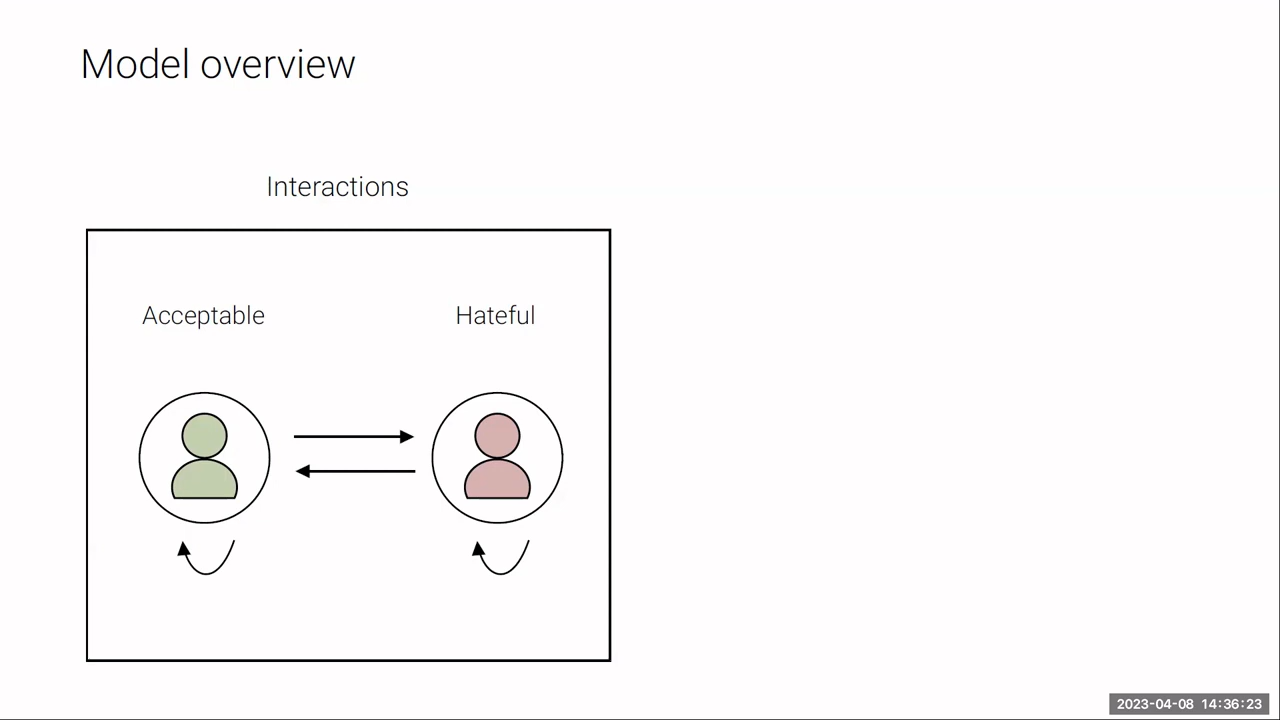 Model overview
Interactions
Acceptable
Hateful
2023-04-08 14:36:23